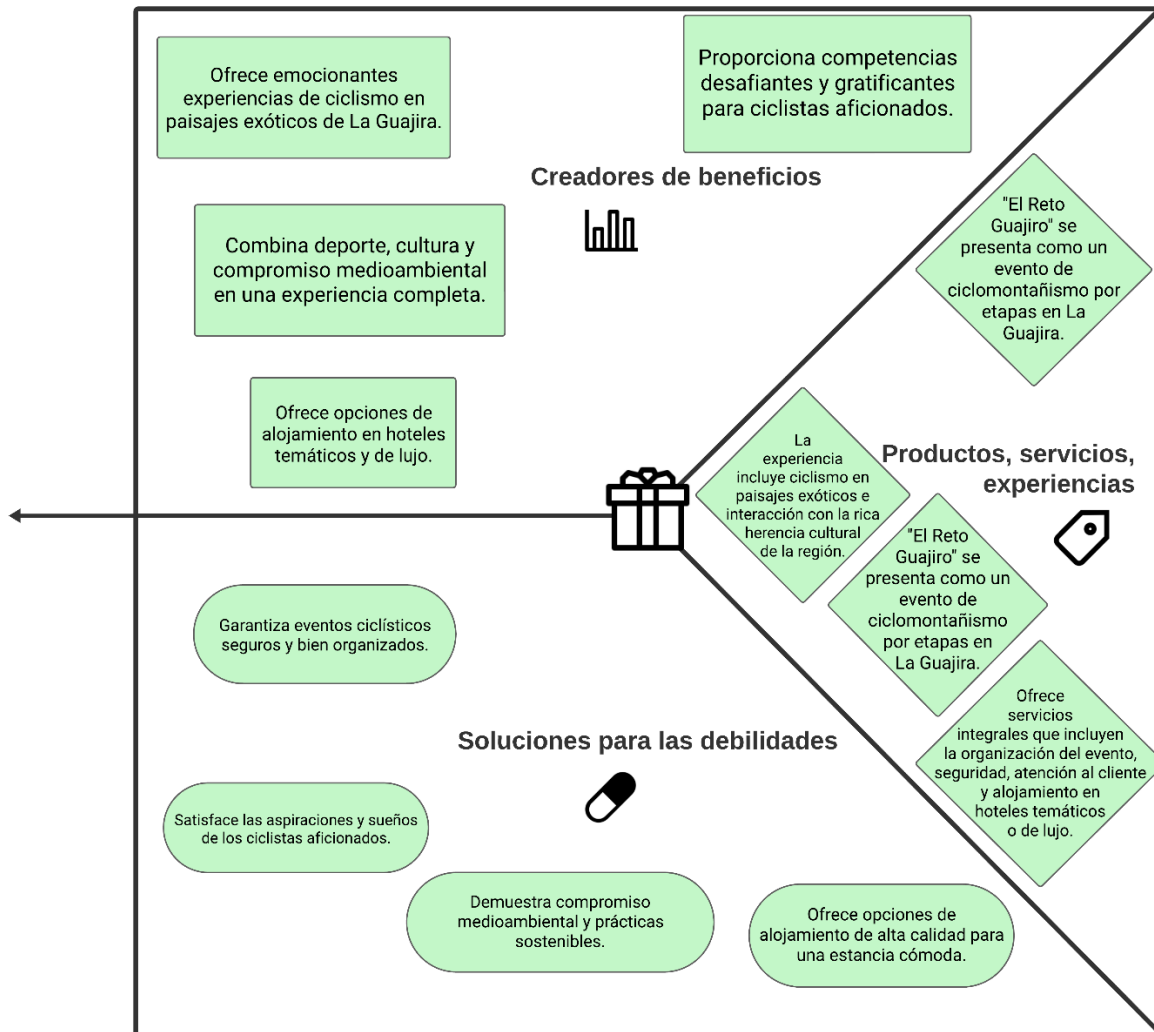 Ofrece emocionantes
experiencias de ciclismo en
paisajes exóticos de La Guajira.
Proporciona competencias
desafiantes y gratificantes
para ciclistas aficionados.
Creadores de beneficios
Combina deporte, cultura y
compromiso medioambiental
en una experiencia completa.
Ofrece opciones de
alojamiento en hoteles
temáticos y de lujo.
"El Reto
Guajiro" se
presenta como un
evento de
ciclomontañismo por
etapas en La
Guajira.
La
experiencia
incluye ciclismo en
paisajes exóticos e
interacción con la rica
herencia cultural
de la región.
Productos, servicios,
experiencias
"El Reto
Guajiro" se
presenta como un
evento de
ciclomontañismo
por etapas en
La Guajira.
Ofrece
servicios
integrales que incluyen
la organización del evento,
seguridad, atención al cliente
y alojamiento en
hoteles temáticos
o de lujo.
Garantiza eventos ciclísticos
seguros y bien organizados.
Soluciones para las debilidades
Satisface las aspiraciones y sueños
de los ciclistas aficionados.
Demuestra compromiso
medioambiental y prácticas
sostenibles.
Ofrece opciones de
alojamiento de alta calidad para
una estancia cómoda.